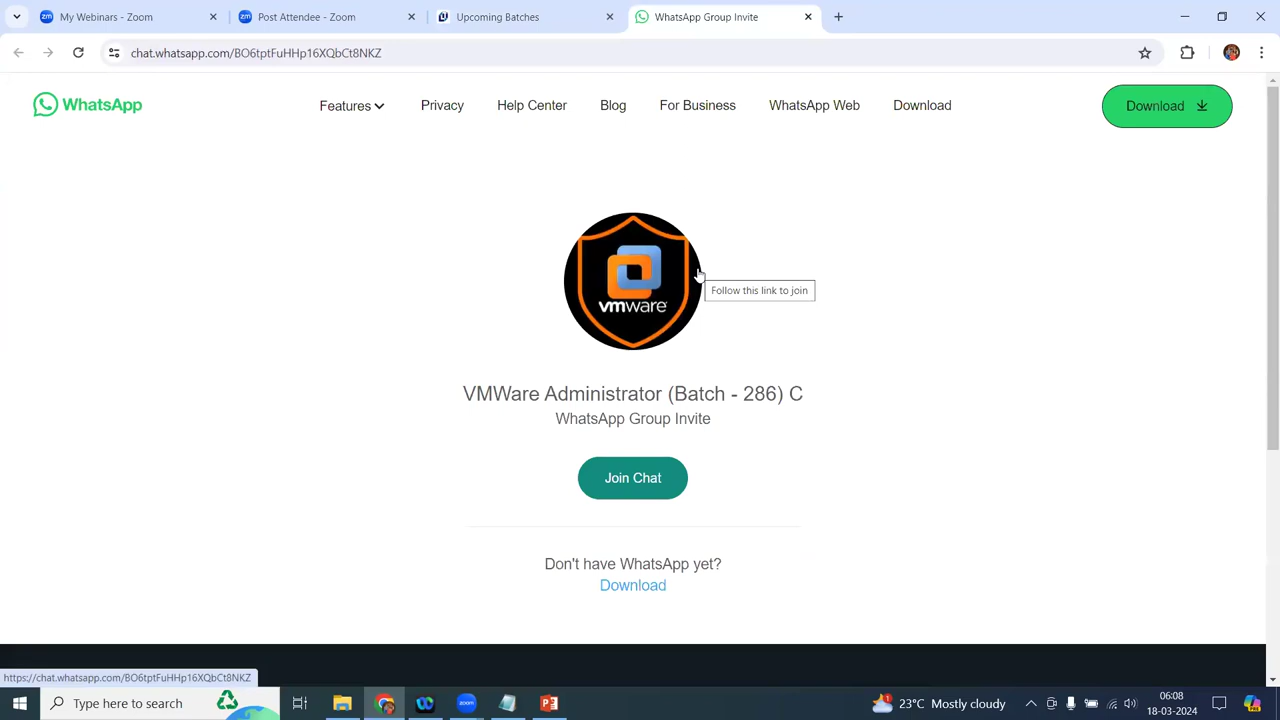 My Webinars - Zoom
Post Attendee - Zoom
Upcoming Batches
WhatsApp Group Invite
chat.whatsapp.com/BO6tptFuHHp16XQbCt8NKZ
WhatsApp
Features
Privacy
Help Center
Blog
For Business
WhatsApp Web
Download
Download
vmware
Follow this link to join
VMWare Administrator (Batch - 286) C
WhatsApp Group Invite
Join Chat
Don't have WhatsApp yet?
Download
https://chat.whatsapp.com/BO6tptFuHHp16XQbCt8NKZ
Type here to search
zoom
23°C Mostly cloudy
06:08
18-03-2024